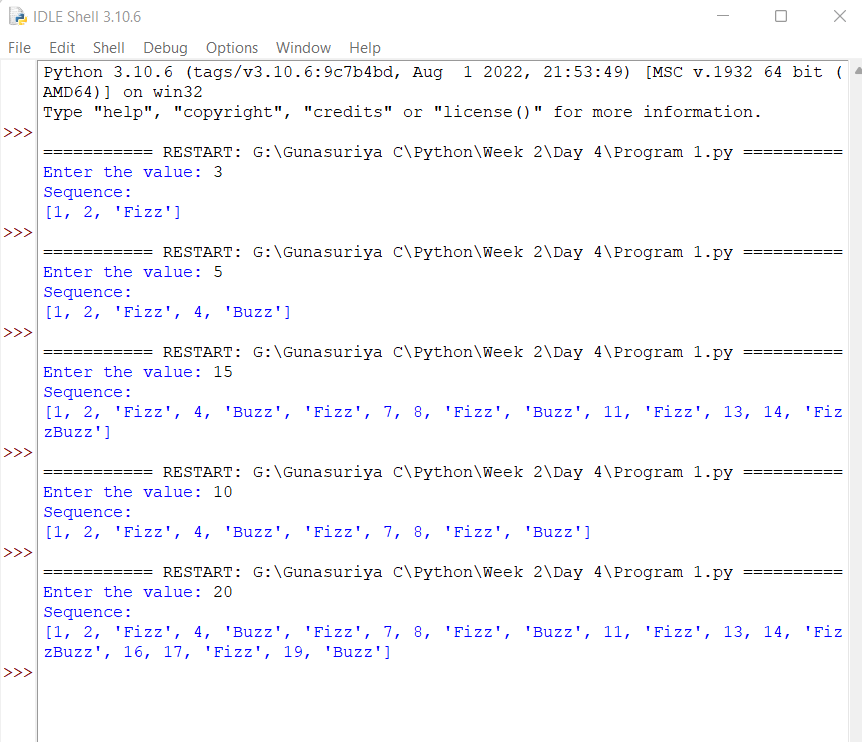 IDLE Shell 3.10.6
File Edit Shell Debug Options Window Help
Python 3.10.6 (tags/v3.10.6:9c7b4bd, Aug  1 2022, 21:53:49) [MSC v.1932 64 bit (
AMD64)] on win32
Type "help", "copyright", "credits" or "license()" for more information.
>>>
=========== RESTART: G:\Gunasuriya C\Python\Week 2\Day 4\Program 1.py ==========
Enter the value: 3
Sequence:
[1, 2, 'Fizz']
>>>
=========== RESTART: G:\Gunasuriya C\Python\Week 2\Day 4\Program 1.py ==========
Enter the value: 5
Sequence:
[1, 2, 'Fizz', 4, 'Buzz']
>>>
=========== RESTART: G:\Gunasuriya C\Python\Week 2\Day 4\Program 1.py ==========
Enter the value: 15
Sequence:
[1, 2, 'Fizz', 4, 'Buzz', 'Fizz', 7, 8, 'Fizz', 'Buzz', 11, 'Fizz', 13, 14, 'Fiz
zBuzz']
>>>
=========== RESTART: G:\Gunasuriya C\Python\Week 2\Day 4\Program 1.py ==========
Enter the value: 10
Sequence:
[1, 2, 'Fizz', 4, 'Buzz', 'Fizz', 7, 8, 'Fizz', 'Buzz']
>>>
=========== RESTART: G:\Gunasuriya C\Python\Week 2\Day 4\Program 1.py ==========
Enter the value: 20
Sequence:
[1, 2, 'Fizz', 4, 'Buzz', 'Fizz', 7, 8, 'Fizz', 'Buzz', 11, 'Fizz', 13, 14, 'Fiz
zBuzz', 16, 17, 'Fizz', 19, 'Buzz']
>>>